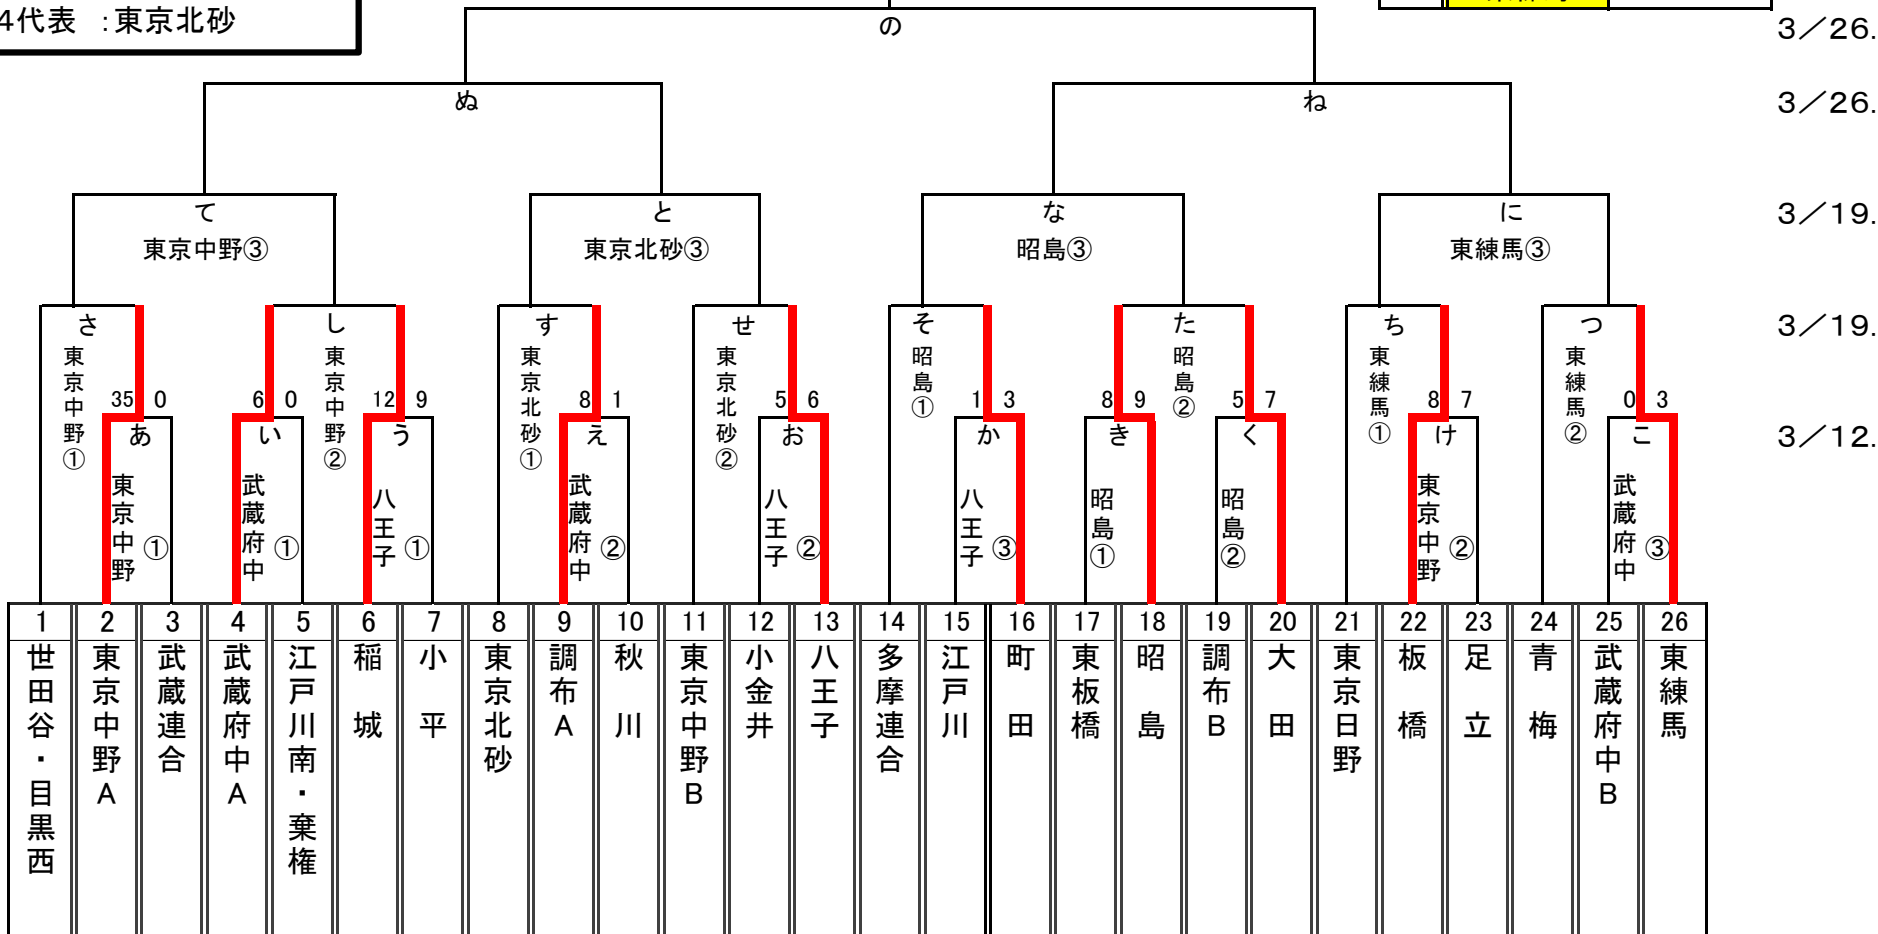 4代表 ：東京北砂
の
3／26.
ぬ
ね
3／26.
て
と
な
に
3／19.
東京中野③
東京北砂③
昭島③
東練馬③
さ
し
す
せ
そ
た
ち
つ
3／19.
東京中野①
東京中野②
東京北砂①
東京北砂②
昭島①
昭島②
東練馬①
東練馬②
35 0
6 0
12 9
8 1
5 6
1 3
8 9
5 7
8 7
0 3
あ
い
う
え
お
か
き
く
け
こ
3／12.
東京中野①
武蔵府中①
八王子①
武蔵府中②
八王子②
八王子③
昭島①
昭島②
東京中野②
武蔵府中③
1 世田谷・目黒西
2 東京中野A
3 武蔵連合
4 武蔵府中A
5 江戸川南・棄権
6 稲城
7 小平
8 東京北砂
9 調布A
10 秋川
11 東京中野B
12 小金井
13 八王子
14 多摩連合
15 江戸川
16 町田
17 東板橋
18 昭島
19 調布B
20 大田
21 東京日野
22 板橋
23 足立
24 青梅
25 武蔵府中B
26 東練馬